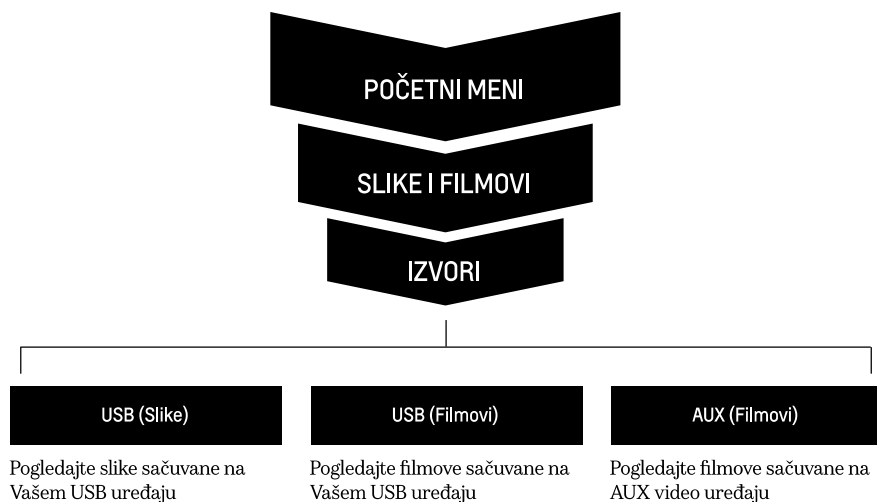 POČETNI MENI
SLIKE I FILMOVI
IZVORI
USB (Slike)
USB (Filmovi)
AUX (Filmovi)
Pogledajte slike sačuvane na
Vašem USB uređaju
Pogledajte filmove sačuvane na
Vašem USB uređaju
Pogledajte filmove sačuvane na
AUX video uređaju